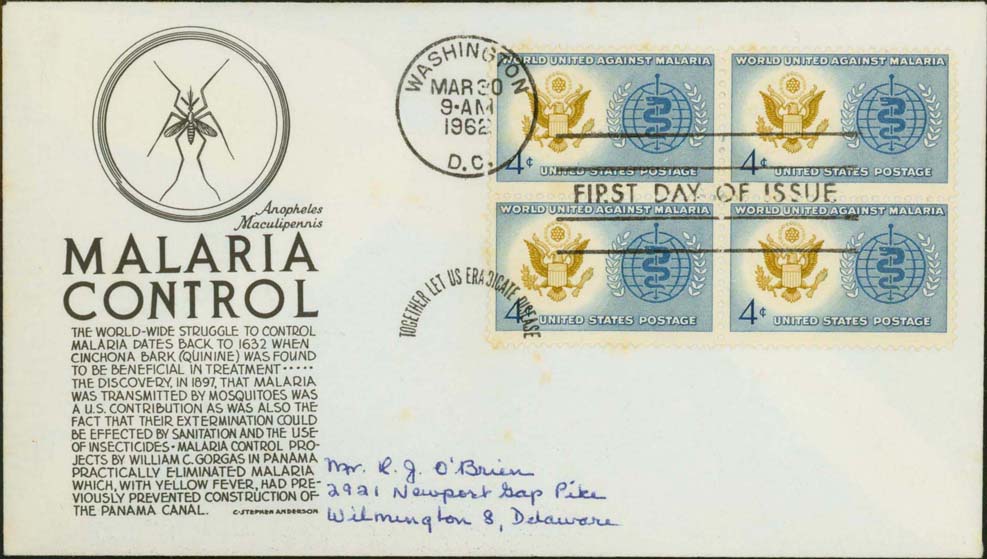 Anopheles
Maculipennis
MALARIA
CONTROL
THE WORLD-WIDE STRUGGLE TO CONTROL
MALARIA DATES BACK TO 1632 WHEN
CINCHONA BARK (QUININE) WAS FOUND
TO BE BENEFICIAL IN TREATMENT·····
THE DISCOVERY, IN 1897, THAT MALARIA
WAS TRANSMITTED BY MOSQUITOES WAS
A U.S. CONTRIBUTION AS WAS ALSO THE
FACT THAT THEIR EXTERMINATION COULD
BE EFFECTED BY SANITATION AND THE USE
OF INSECTICIDES·MALARIA CONTROL PRO-
JECTS BY WILLIAM C. GORGAS IN PANAMA
PRACTICALLY ELIMINATED MALARIA
WHICH, WITH YELLOW FEVER, HAD PRE-
VIOUSLY PREVENTED CONSTRUCTION OF
THE PANAMA CANAL.
C·STEPHEN ANDERSON
WASHINGTON
MAR 30
9-AM
1962
D.C.
WORLD UNITED AGAINST MALARIA
4¢
UNITED STATES POSTAGE
WORLD UNITED AGAINST MALARIA
4¢
UNITED STATES POSTAGE
FIRST DAY OF ISSUE
WORLD UNITED AGAINST MALARIA
4¢
UNITED STATES POSTAGE
WORLD UNITED AGAINST MALARIA
4¢
UNITED STATES POSTAGE
TOGETHER LET US ERADICATE DISEASE
Mr. R. J. O'Brien
2921 Newport Gap Pike
Wilmington 8, Delaware